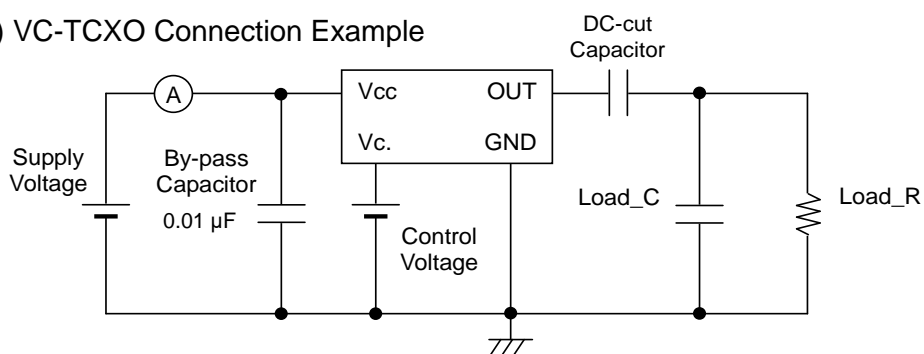 ) VC-TCXO Connection Example
DC-cut
Capacitor
A
Vcc
OUT
Vc.
GND
Supply
Voltage
By-pass
Capacitor
0.01 µF
Control
Voltage
Load_C
Load_R